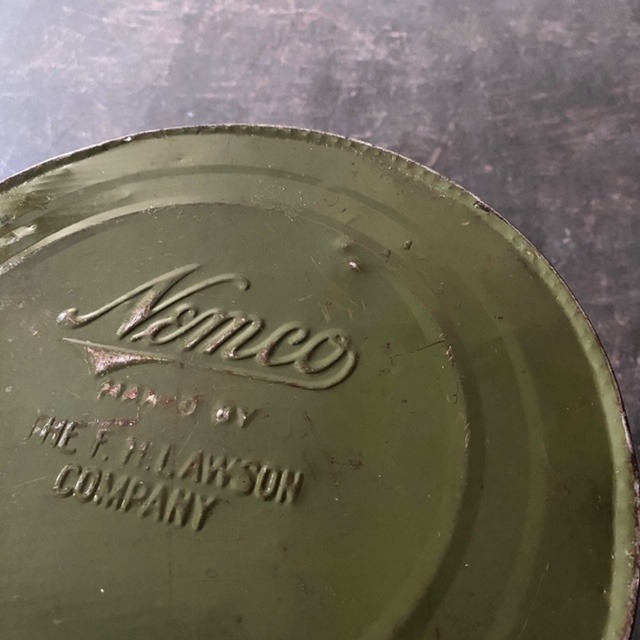 Nemco
MADE BY
THE F. H. LAWSON
COMPANY